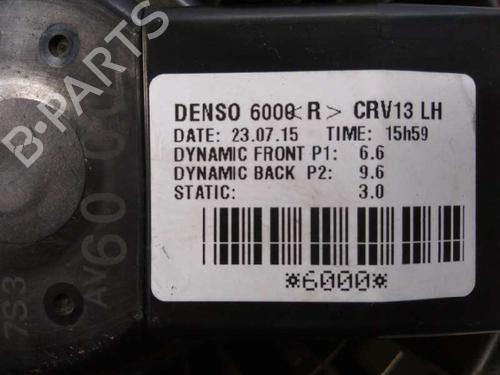 B-PARTS
DENSO 6000<R> CRV13 LH
DATE: 23.07.15 TIME: 15h59
DYNAMIC FRONT P1: 6.6
DYNAMIC BACK P2: 9.6
STATIC: 3.0
*6000*
7S3
AV60